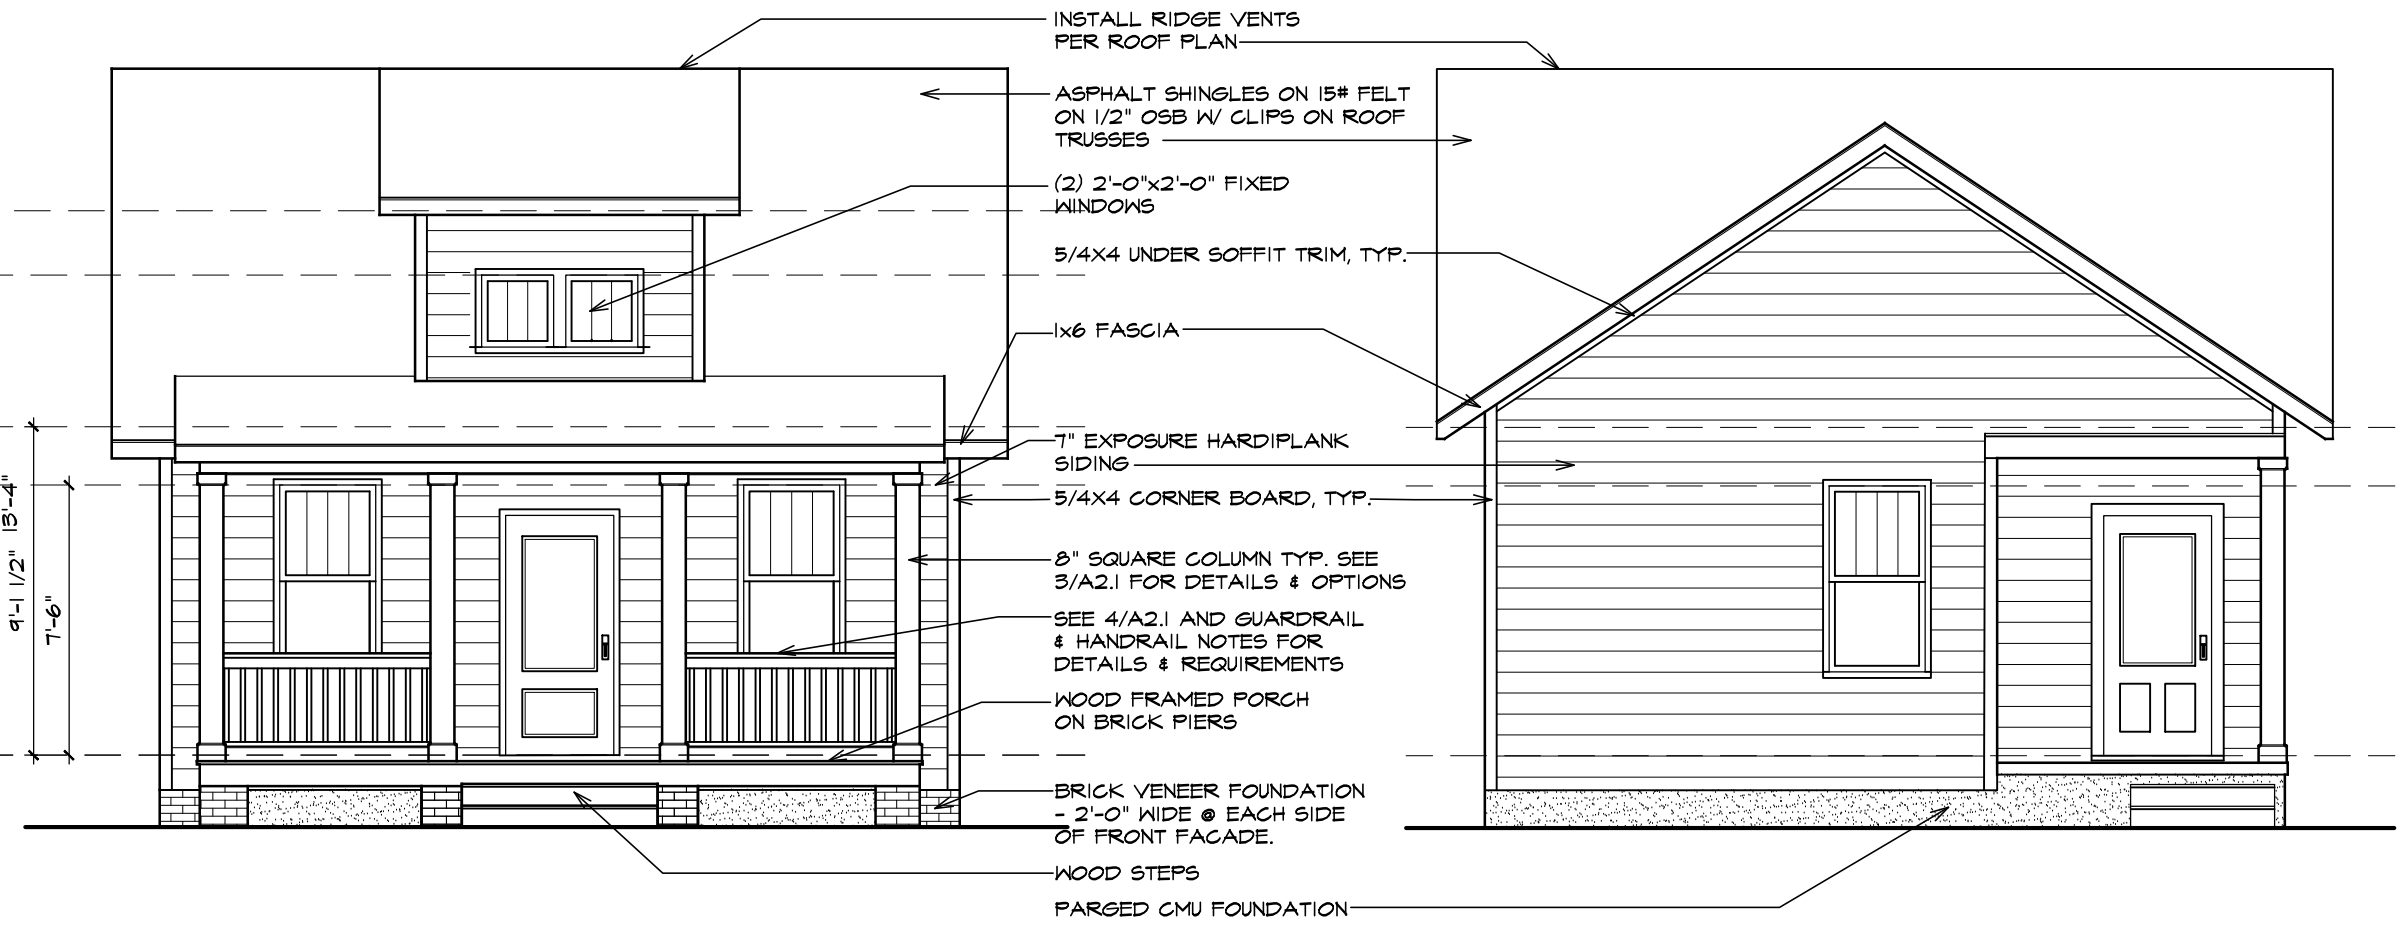 INSTALL RIDGE VENTS
PER ROOF PLAN
ASPHALT SHINGLES ON 15# FELT
ON 1/2" OSB W/ CLIPS ON ROOF
TRUSSES
(2) 2'-0"x2'-0" FIXED
WINDOWS
5/4X4 UNDER SOFFIT TRIM, TYP.
1x6 FASCIA
7" EXPOSURE HARDIPLANK
SIDING
5/4X4 CORNER BOARD, TYP.
8" SQUARE COLUMN TYP. SEE
3/A2.1 FOR DETAILS & OPTIONS
SEE 4/A2.1 AND GUARDRAIL
& HANDRAIL NOTES FOR
DETAILS & REQUIREMENTS
WOOD FRAMED PORCH
ON BRICK PIERS
BRICK VENEER FOUNDATION
- 2'-0" WIDE @ EACH SIDE
OF FRONT FACADE.
WOOD STEPS
PARGED CMU FOUNDATION
13'-4"
9'-1 1/2"
7'-6"